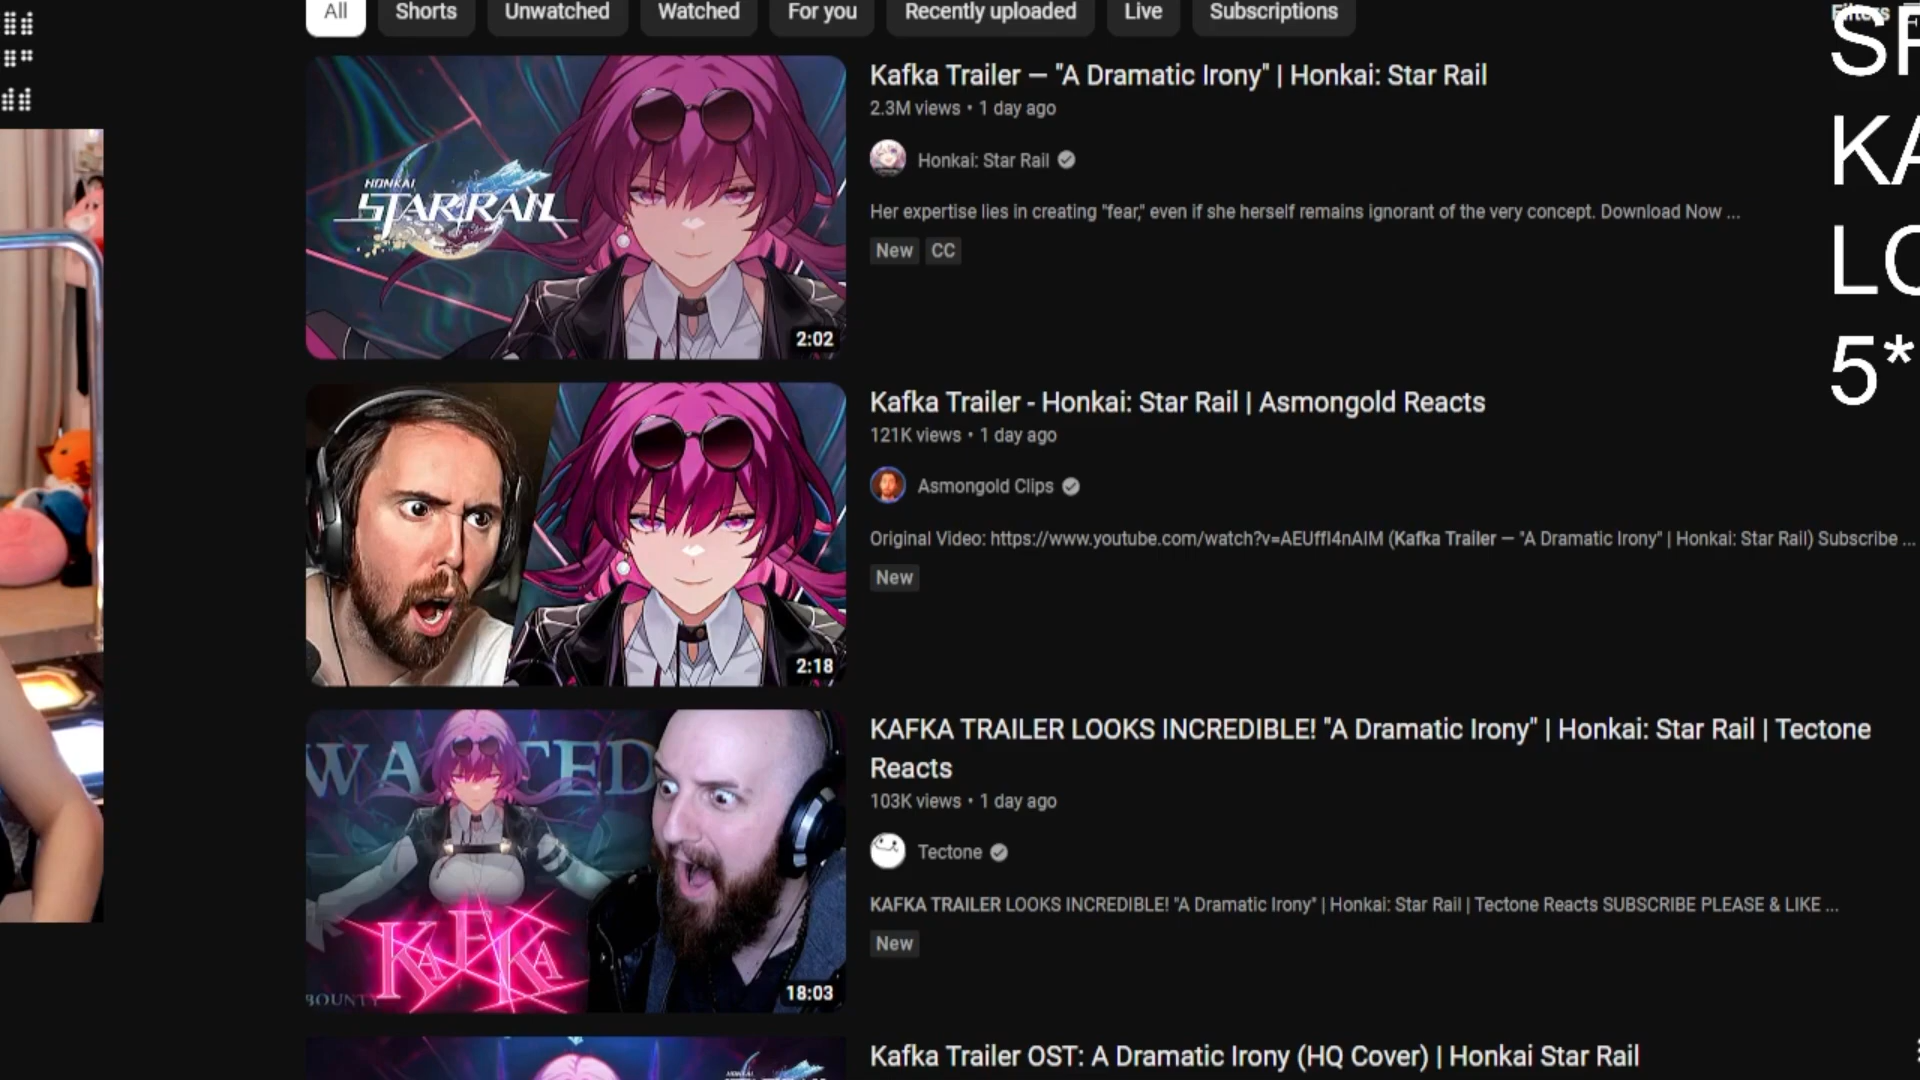 All
Shorts
Unwatched
Watched
For you
Recently uploaded
Live
Subscriptions
Filters
Kafka Trailer — "A Dramatic Irony" | Honkai: Star Rail
2.3M views • 1 day ago
Honkai: Star Rail
Her expertise lies in creating "fear," even if she herself remains ignorant of the very concept. Download Now ...
New
CC
HONKAI
STAR RAIL
2:02
Kafka Trailer - Honkai: Star Rail | Asmongold Reacts
121K views • 1 day ago
Asmongold Clips
Original Video: https://www.youtube.com/watch?v=AEUffI4nAIM (Kafka Trailer — "A Dramatic Irony" | Honkai: Star Rail) Subscribe ...
New
2:18
KAFKA TRAILER LOOKS INCREDIBLE! "A Dramatic Irony" | Honkai: Star Rail | Tectone
Reacts
103K views • 1 day ago
Tectone
KAFKA TRAILER LOOKS INCREDIBLE! "A Dramatic Irony" | Honkai: Star Rail | Tectone Reacts SUBSCRIBE PLEASE & LIKE ...
New
KAFKA
BOUNTY
18:03
Kafka Trailer OST: A Dramatic Irony (HQ Cover) | Honkai Star Rail
KA
5*